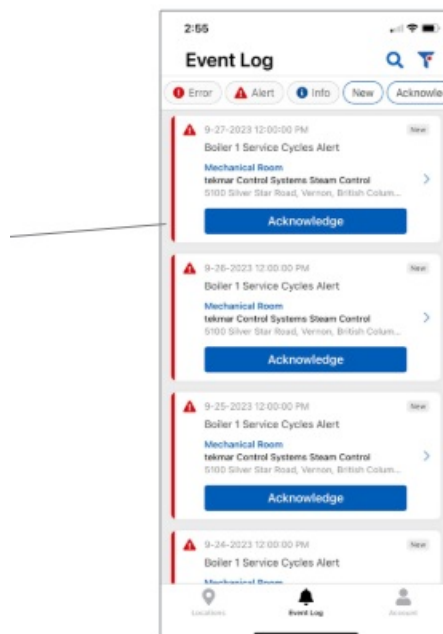 2:55
Event Log
Error
Alert
Info
New
Acknowle
9-27-2023 12:00:00 PM
New
Boiler 1 Service Cycles Alert
Mechanical Room
tekmar Control Systems Steam Control
5100 Silver Star Road, Vernon, British Colum...
Acknowledge
9-26-2023 12:00:00 PM
New
Boiler 1 Service Cycles Alert
Mechanical Room
tekmar Control Systems Steam Control
5100 Silver Star Road, Vernon, British Colum...
Acknowledge
9-25-2023 12:00:00 PM
New
Boiler 1 Service Cycles Alert
Mechanical Room
tekmar Control Systems Steam Control
5100 Silver Star Road, Vernon, British Colum...
Acknowledge
9-24-2023 12:00:00 PM
New
Boiler 1 Service Cycles Alert
Mechanical Room
Locations
Event Log
Account